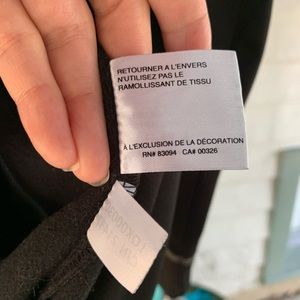 RETOURNER A L'ENVERS
N'UTILISEZ PAS LE
RAMOLLISSANT DE TISSU
À L'EXCLUSION DE LA DÉCORATION
RN# 83094 CA# 00326